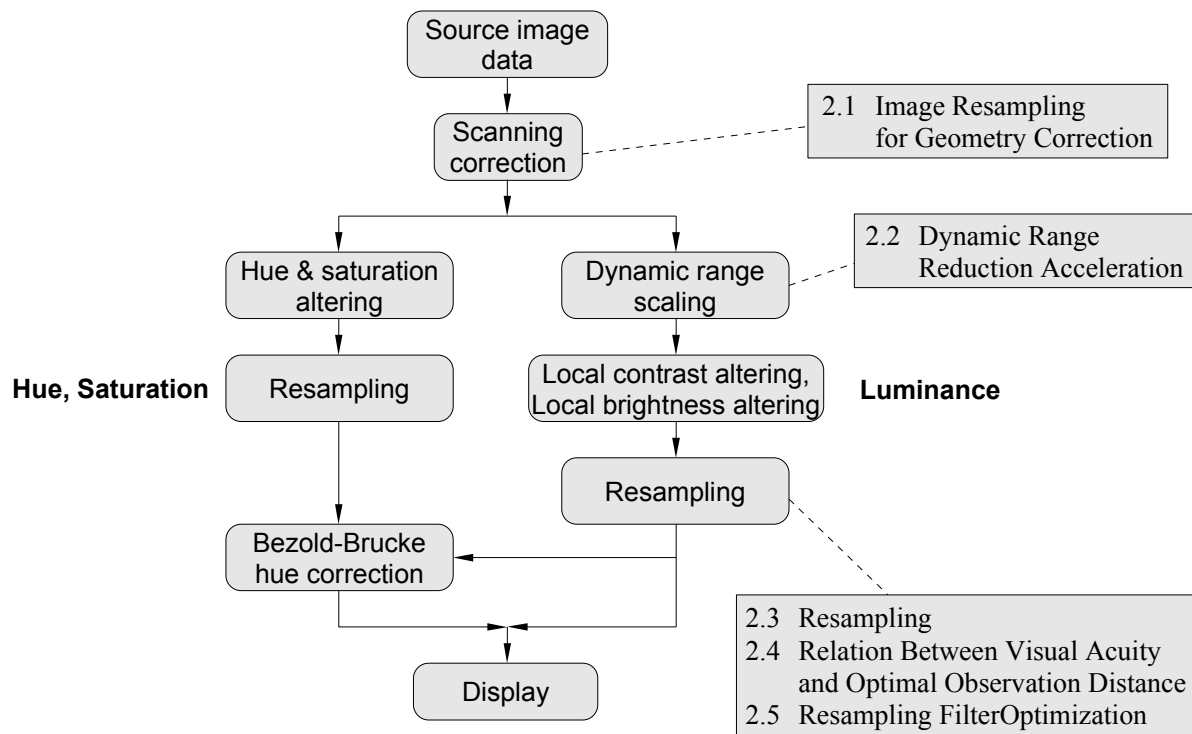 Source image
data
Scanning
correction
2.1 Image Resampling
for Geometry Correction
Hue & saturation
altering
Dynamic range
scaling
2.2 Dynamic Range
Reduction Acceleration
Hue, Saturation
Resampling
Local contrast altering,
Local brightness altering
Luminance
Resampling
Bezold-Brucke
hue correction
2.3 Resampling
2.4 Relation Between Visual Acuity
and Optimal Observation Distance
2.5 Resampling FilterOptimization
Display